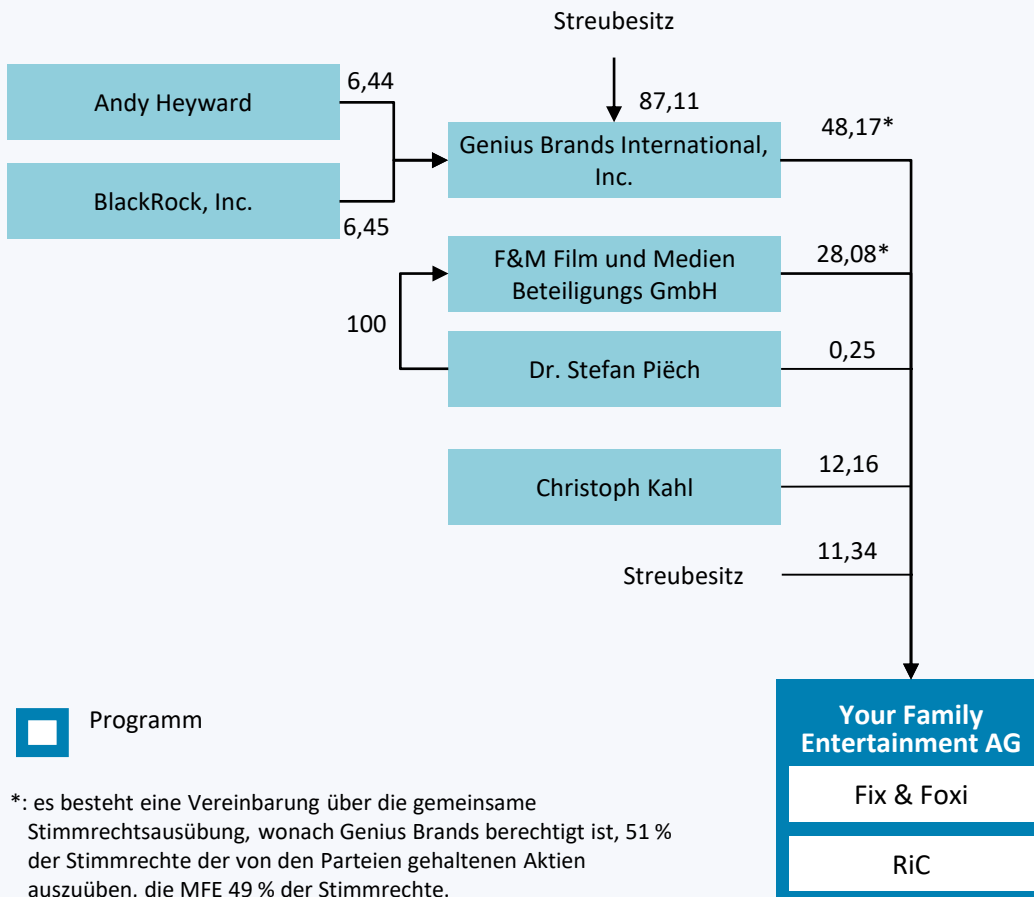 Streubesitz
6,44
87,11
48,17*
Andy Heyward
Genius Brands International,
Inc.
BlackRock, Inc.
6,45
F&M Film und Medien
Beteiligungs GmbH
28,08*
100
Dr. Stefan Piëch
0,25
Christoph Kahl
12,16
Streubesitz
11,34
Programm
Your Family
Entertainment AG
Fix & Foxi
RiC
*: es besteht eine Vereinbarung über die gemeinsame
Stimmrechtsausübung, wonach Genius Brands berechtigt ist, 51 %
der Stimmrechte der von den Parteien gehaltenen Aktien
auszuüben, die MFE 49 % der Stimmrechte.